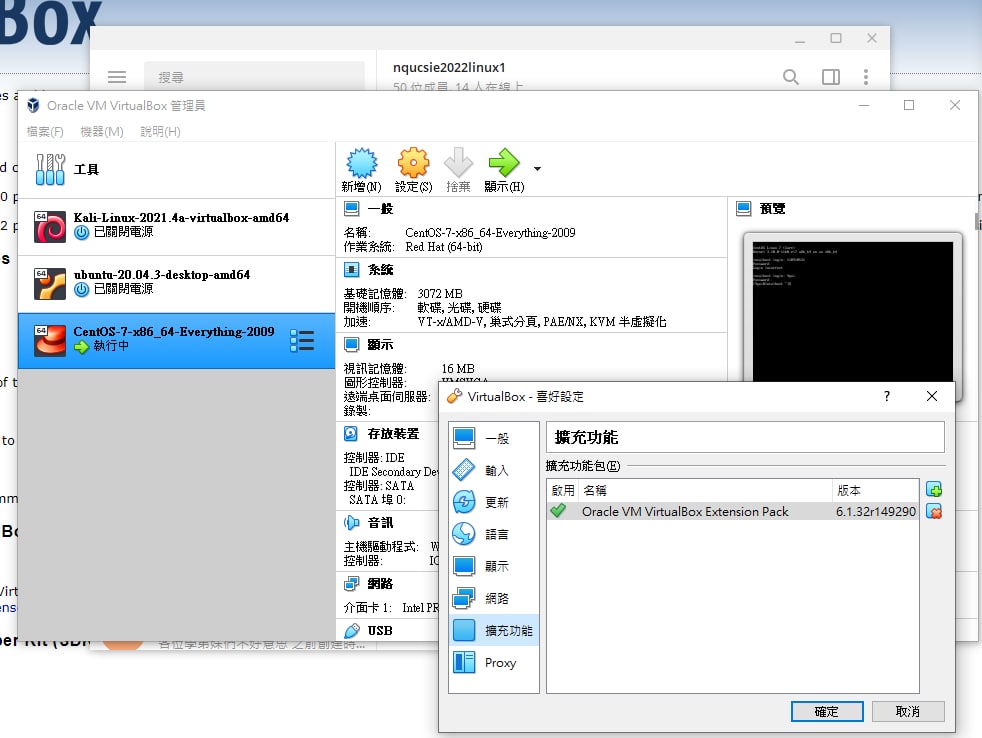 Box
搜尋
nqucsie2022linux1
50 位成員, 14 人在線上
Oracle VM VirtualBox 管理員
檔案(F) 機器(M) 說明(H)
工具
新增(N) 設定(S) 捨棄 顯示(H)
64
Kali-Linux-2021.4a-virtualbox-amd64
已關閉電源
64
ubuntu-20.04.3-desktop-amd64
已關閉電源
64
CentOS-7-x86_64-Everything-2009
執行中
一般
名稱: CentOS-7-x86_64-Everything-2009
作業系統: Red Hat (64-bit)
系統
基礎記憶體: 3072 MB
開機順序: 軟碟, 光碟, 硬碟
加速: VT-x/AMD-V, 巢式分頁, PAE/NX, KVM 半虛擬化
顯示
視訊記憶體: 16 MB
圖形控制器: VMSVGA
遠端桌面伺服器:
錄製:
存放裝置
控制器: IDE
IDE Secondary Dev
控制器: SATA
SATA 埠 0:
音訊
主機驅動程式: W
控制器: IC
網路
介面卡 1: Intel PR
USB
預覽
VirtualBox - 喜好設定
?
一般
輸入
更新
語言
顯示
網路
擴充功能
Proxy
擴充功能
擴充功能包(E)
啟用 名稱 版本
Oracle VM VirtualBox Extension Pack 6.1.32r149290
確定 取消
各位學弟妹們不好意思 之前創建時...